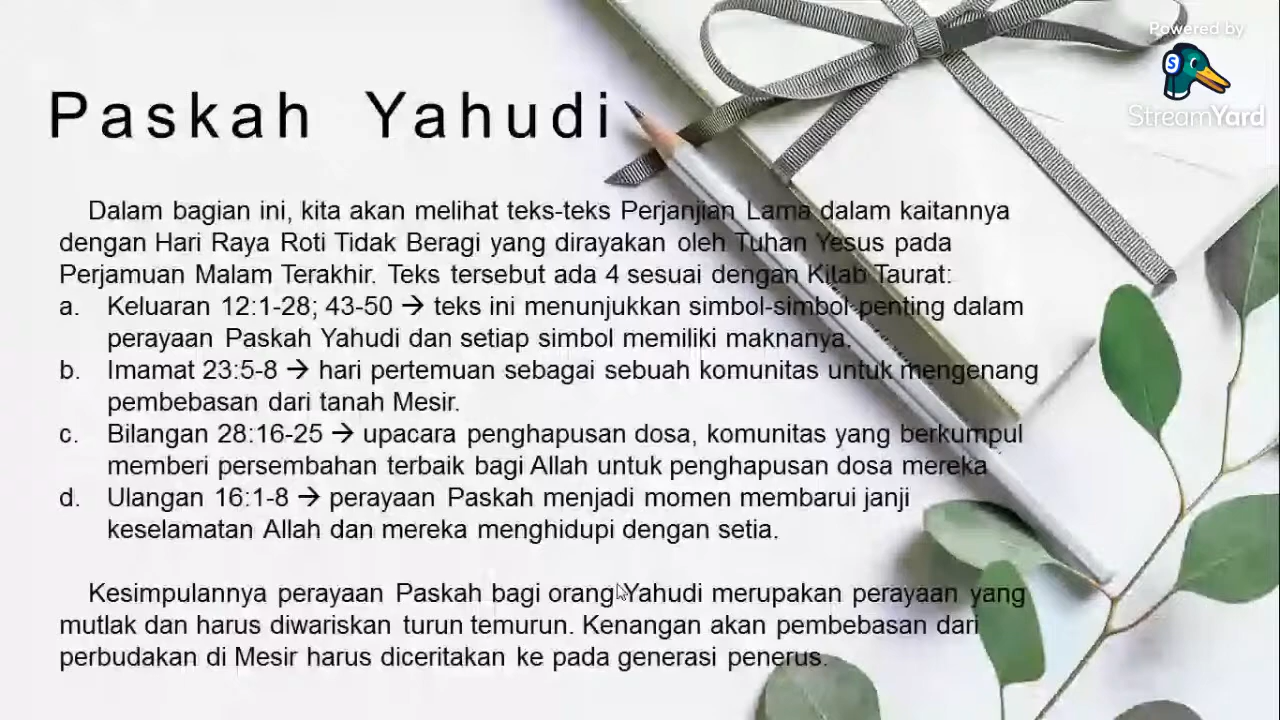 Powered by
StreamYard
Paskah Yahudi
Dalam bagian ini, kita akan melihat teks-teks Perjanjian Lama dalam kaitannya
dengan Hari Raya Roti Tidak Beragi yang dirayakan oleh Tuhan Yesus pada
Perjamuan Malam Terakhir. Teks tersebut ada 4 sesuai dengan Kitab Taurat:
a. Keluaran 12:1-28; 43-50 → teks ini menunjukkan simbol-simbol penting dalam
perayaan Paskah Yahudi dan setiap simbol memiliki maknanya.
b. Imamat 23:5-8 → hari pertemuan sebagai sebuah komunitas untuk mengenang
pembebasan dari tanah Mesir.
c. Bilangan 28:16-25 → upacara penghapusan dosa, komunitas yang berkumpul
memberi persembahan terbaik bagi Allah untuk penghapusan dosa mereka
d. Ulangan 16:1-8 → perayaan Paskah menjadi momen membarui janji
keselamatan Allah dan mereka menghidupi dengan setia.
Kesimpulannya perayaan Paskah bagi orang Yahudi merupakan perayaan yang
mutlak dan harus diwariskan turun temurun. Kenangan akan pembebasan dari
perbudakan di Mesir harus diceritakan ke pada generasi penerus.